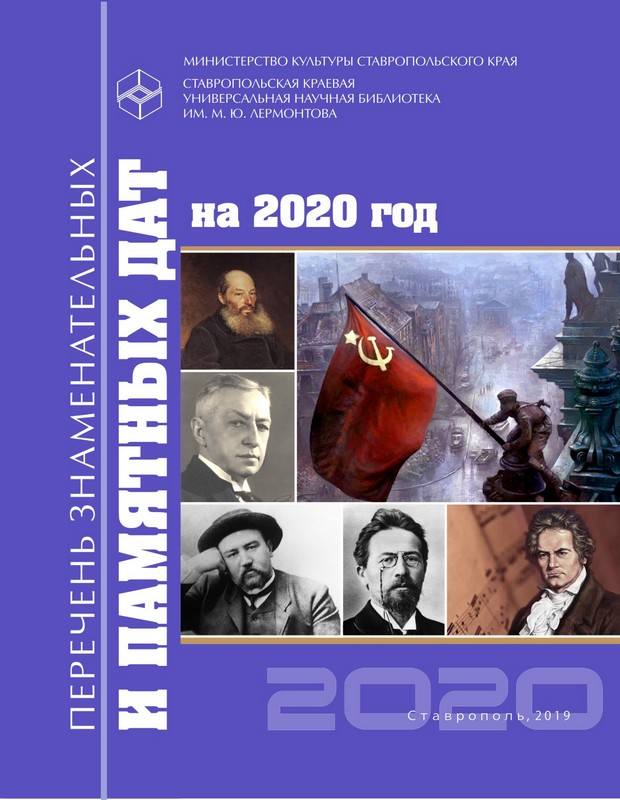 МИНИСТЕРСТВО КУЛЬТУРЫ СТАВРОПОЛЬСКОГО КРАЯ
СТАВРОПОЛЬСКАЯ КРАЕВАЯ
УНИВЕРСАЛЬНАЯ НАУЧНАЯ БИБЛИОТЕКА
ИМ. М. Ю. ЛЕРМОНТОВА
ПЕРЕЧЕНЬ ЗНАМЕНАТЕЛЬНЫХ
И ПАМЯТНЫХ ДАТ
на 2020 год
2020
Ставрополь, 2019